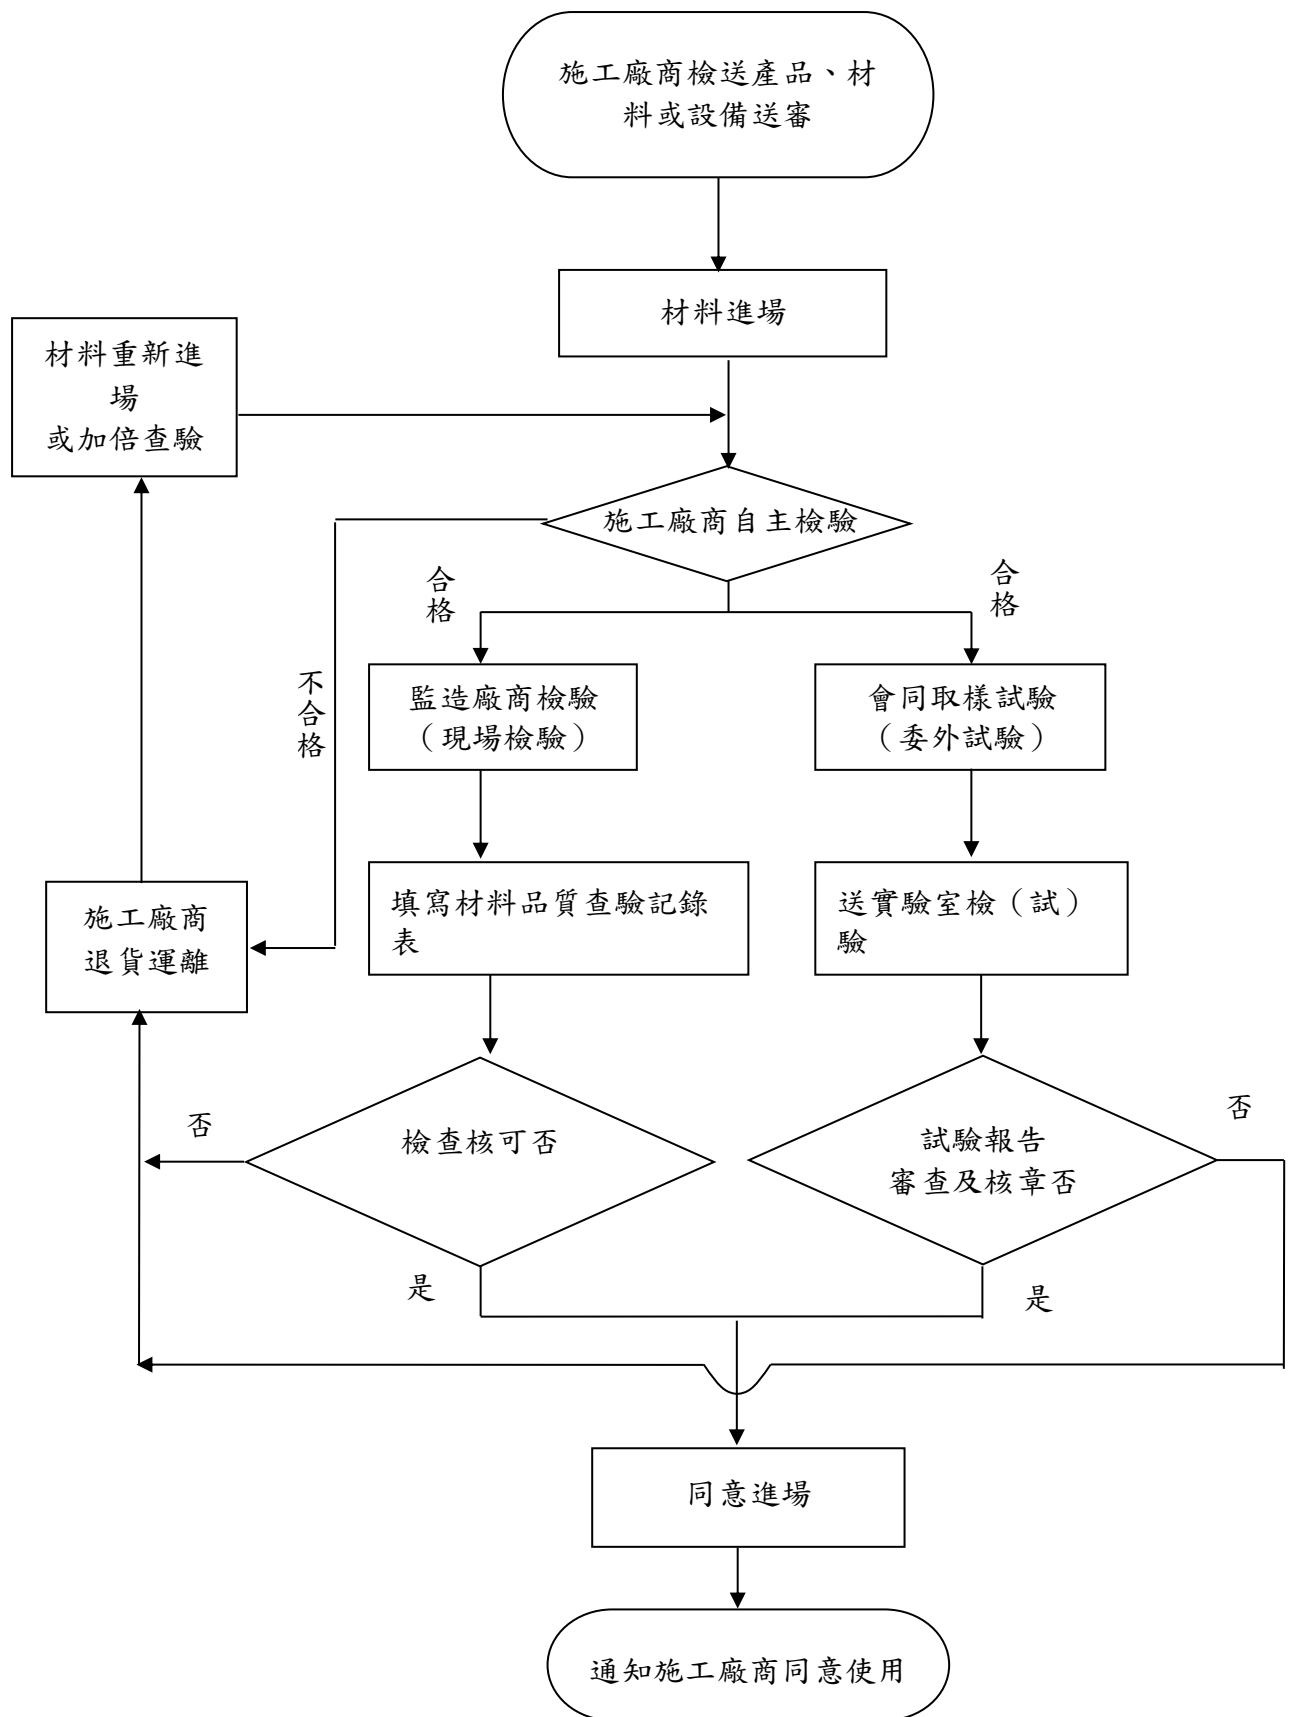 施工廠商檢送產品、材
料或設備送審
材料進場
材料重新進
場
或加倍查驗
施工廠商自主檢驗
合格
合格
不合格
監造廠商檢驗
（現場檢驗）
會同取樣試驗
（委外試驗）
填寫材料品質查驗記錄
表
送實驗室檢（試）
驗
施工廠商
退貨運離
否
檢查核可否
試驗報告
審查及核章否
否
是
是
同意進場
通知施工廠商同意使用